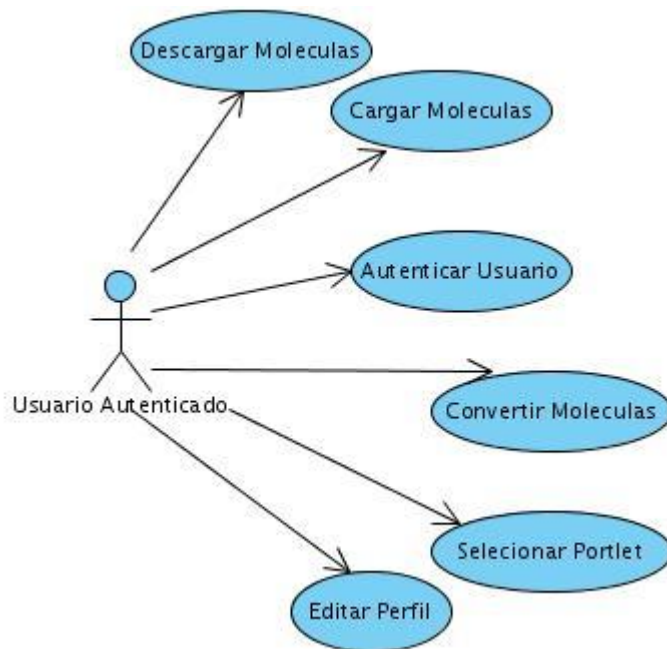 Descargar Moleculas
Cargar Moleculas
Autenticar Usuario
Usuario Autenticado
Convertir Moleculas
Selecionar Portlet
Editar Perfil